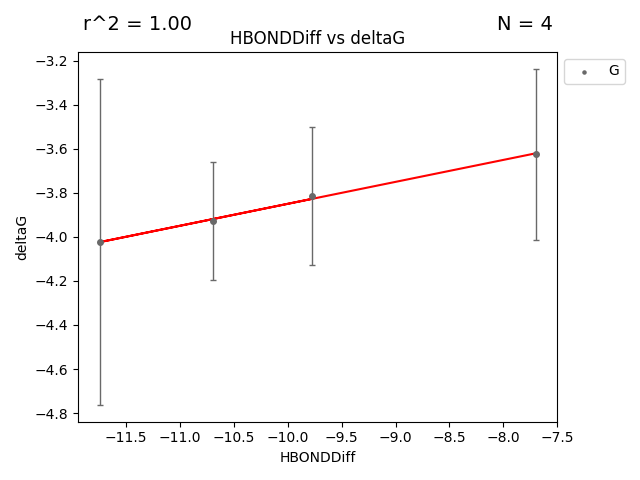 r^2 = 1.00
N = 4
HBONDDiff vs deltaG
G
−3.2
−3.4
−3.6
−3.8
−4.0
−4.2
−4.4
−4.6
−4.8
deltaG
−11.5 −11.0 −10.5 −10.0 −9.5 −9.0 −8.5 −8.0 −7.5
HBONDDiff